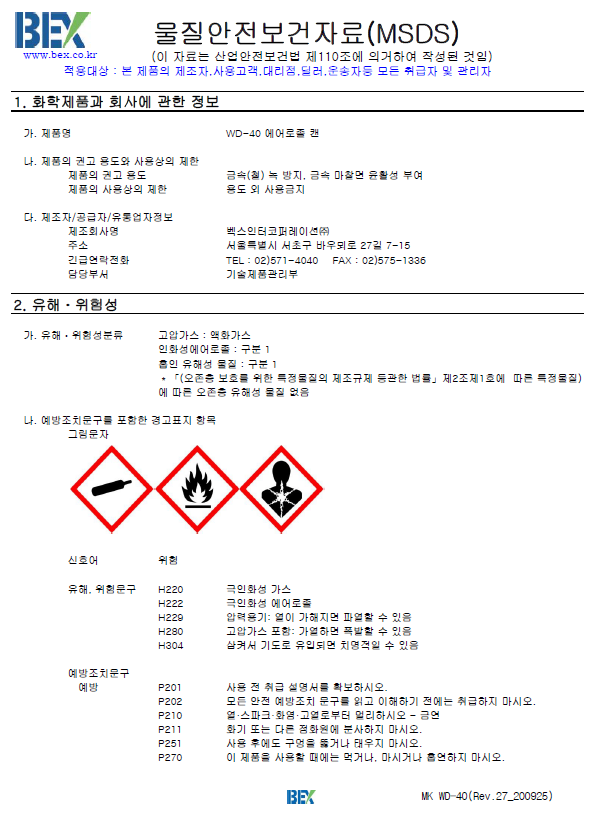 BEX
www.bex.co.kr
물질안전보건자료(MSDS)
(이 자료는 산업안전보건법 제110조에 의거하여 작성된 것임)
적용대상 : 본 제품의 제조자,사용고객,대리점,딜러,운송자등 모든 취급자 및 관리자
1. 화학제품과 회사에 관한 정보
가. 제품명 WD-40 에어로졸 캔
나. 제품의 권고 용도와 사용상의 제한
제품의 권고 용도 금속(철) 녹 방지, 금속 마찰면 윤활성 부여
제품의 사용상의 제한 용도 외 사용금지
다. 제조자/공급자/유통업자정보
제조회사명 벡스인터코퍼레이션㈜
주소 서울특별시 서초구 바우뫼로 27길 7-15
긴급연락전화 TEL : 02)571-4040 FAX : 02)575-1336
담당부서 기술제품관리부
2. 유해·위험성
가. 유해·위험성분류 고압가스 : 액화가스
인화성에어로졸 : 구분 1
흡인 유해성 물질 : 구분 1
* 「(오존층 보호를 위한 특정물질의 제조규제 등관한 법률」제2조제1호에 따른 특정물질)
에 따른 오존층 유해성 물질 없음
나. 예방조치문구를 포함한 경고표지 항목
그림문자
신호어 위험
유해, 위험문구 H220 극인화성 가스
H222 극인화성 에어로졸
H229 압력용기: 열이 가해지면 파열할 수 있음
H280 고압가스 포함: 가열하면 폭발할 수 있음
H304 삼켜서 기도로 유입되면 치명적일 수 있음
예방조치문구
예방 P201 사용 전 취급 설명서를 확보하시오.
P202 모든 안전 예방조치 문구를 읽고 이해하기 전에는 취급하지 마시오.
P210 열·스파크·화염·고열로부터 멀리하시오 - 금연
P211 화기 또는 다른 점화원에 분사하지 마시오.
P251 사용 후에도 구멍을 뚫거나 태우지 마시오.
P270 이 제품을 사용할 때에는 먹거나, 마시거나 흡연하지 마시오.
BEX MK WD-40(Rev.27_200925)